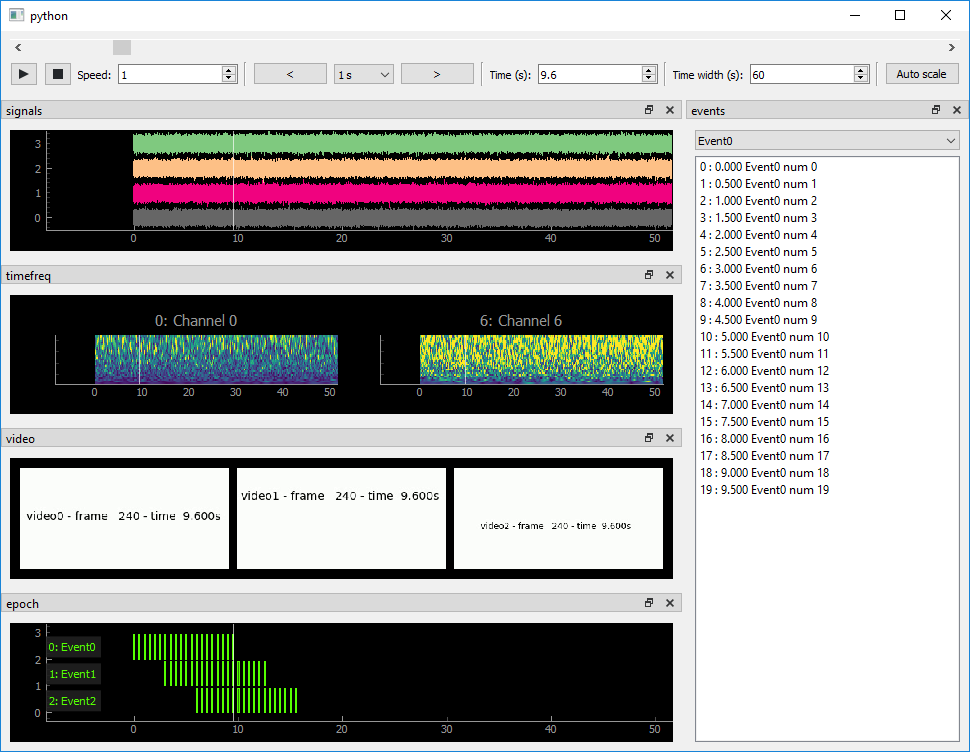 python
< >
Speed: 1 < 1 s > Time (s): 9.6 Time width (s): 60 Auto scale
signals
3
2
1
0
0 10 20 30 40 50
timefreq
0: Channel 0 6: Channel 6
0 10 20 30 40 50 0 10 20 30 40 50
video
video0 - frame 240 - time 9.600s
video1 - frame 240 - time 9.600s
video2 - frame 240 - time 9.600s
epoch
3
0: Event0
2
1: Event1
1
2: Event2
0
0 10 20 30 40 50
events
Event0
0 : 0.000 Event0 num 0
1 : 0.500 Event0 num 1
2 : 1.000 Event0 num 2
3 : 1.500 Event0 num 3
4 : 2.000 Event0 num 4
5 : 2.500 Event0 num 5
6 : 3.000 Event0 num 6
7 : 3.500 Event0 num 7
8 : 4.000 Event0 num 8
9 : 4.500 Event0 num 9
10 : 5.000 Event0 num 10
11 : 5.500 Event0 num 11
12 : 6.000 Event0 num 12
13 : 6.500 Event0 num 13
14 : 7.000 Event0 num 14
15 : 7.500 Event0 num 15
16 : 8.000 Event0 num 16
17 : 8.500 Event0 num 17
18 : 9.000 Event0 num 18
19 : 9.500 Event0 num 19